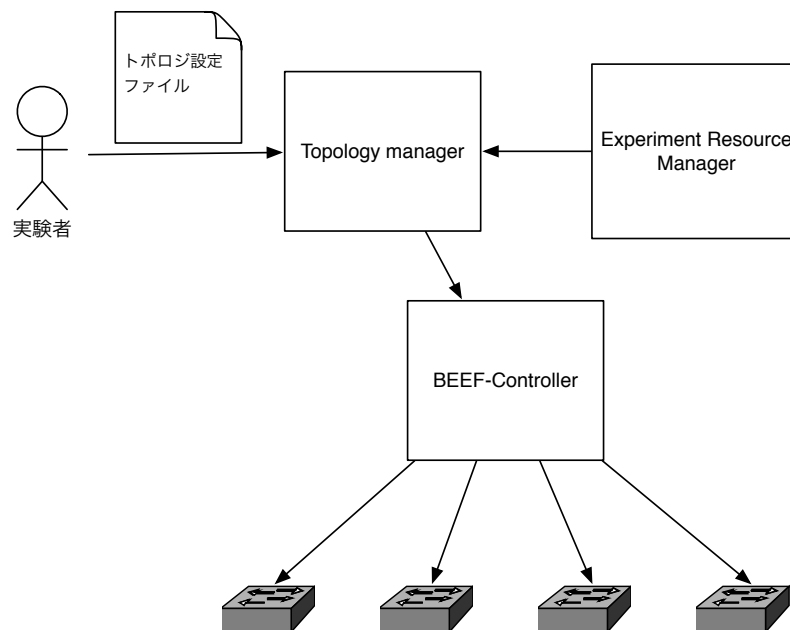 トポロジ設定
ファイル
Topology manager
Experiment Resource
Manager
実験者
BEEF-Controller